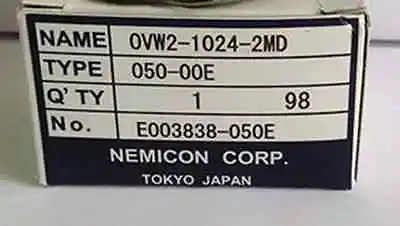 NAME OVW2-1024-2MD
TYPE 050-00E
Q'TY 1 98
No. E003838-050E
NEMICON CORP.
TOKYO JAPAN